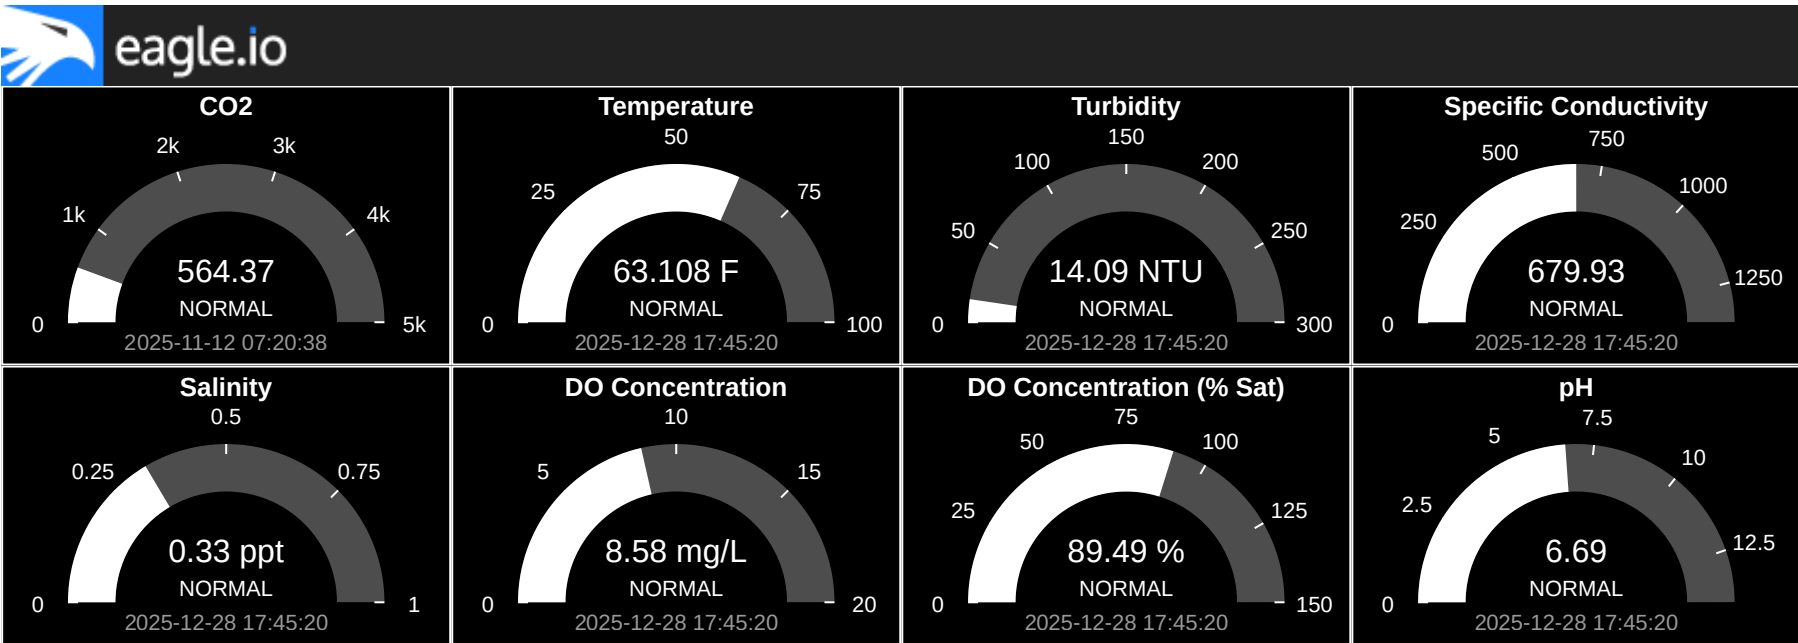 eagle.io
CO2
2k
3k
1k
4k
564.37
NORMAL
0
5k
2025-11-12 07:20:38
Temperature
50
25
75
63.108 F
NORMAL
0
100
2025-12-28 17:45:20
Turbidity
150
100
200
50
250
14.09 NTU
NORMAL
0
300
2025-12-28 17:45:20
Specific Conductivity
750
500
1000
250
1250
679.93
NORMAL
0
2025-12-28 17:45:20
Salinity
0.5
0.25
0.75
0.33 ppt
NORMAL
0
1
2025-12-28 17:45:20
DO Concentration
10
5
15
8.58 mg/L
NORMAL
0
20
2025-12-28 17:45:20
DO Concentration (% Sat)
75
50
100
25
125
89.49 %
NORMAL
0
150
2025-12-28 17:45:20
pH
7.5
5
10
2.5
12.5
6.69
NORMAL
0
2025-12-28 17:45:20